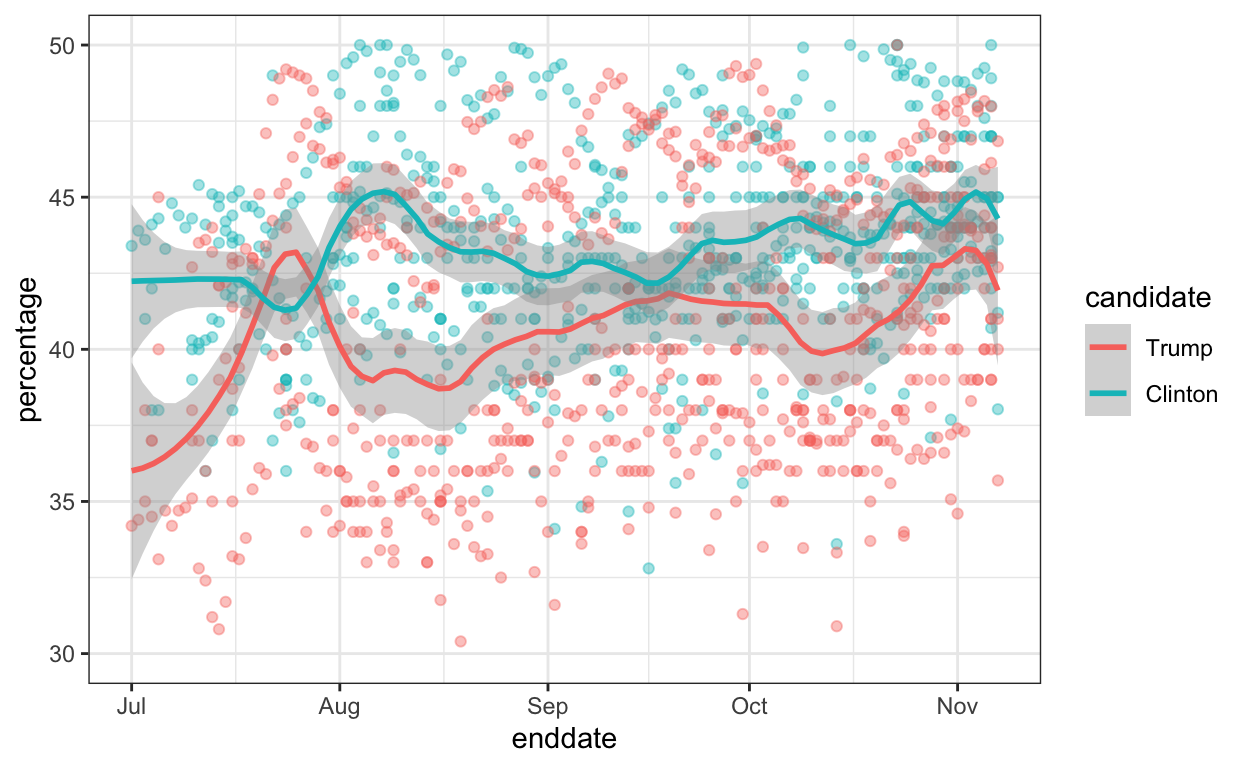 50
45
40
35
30
percentage
Jul
Aug
Sep
Oct
Nov
enddate
candidate
Trump
Clinton